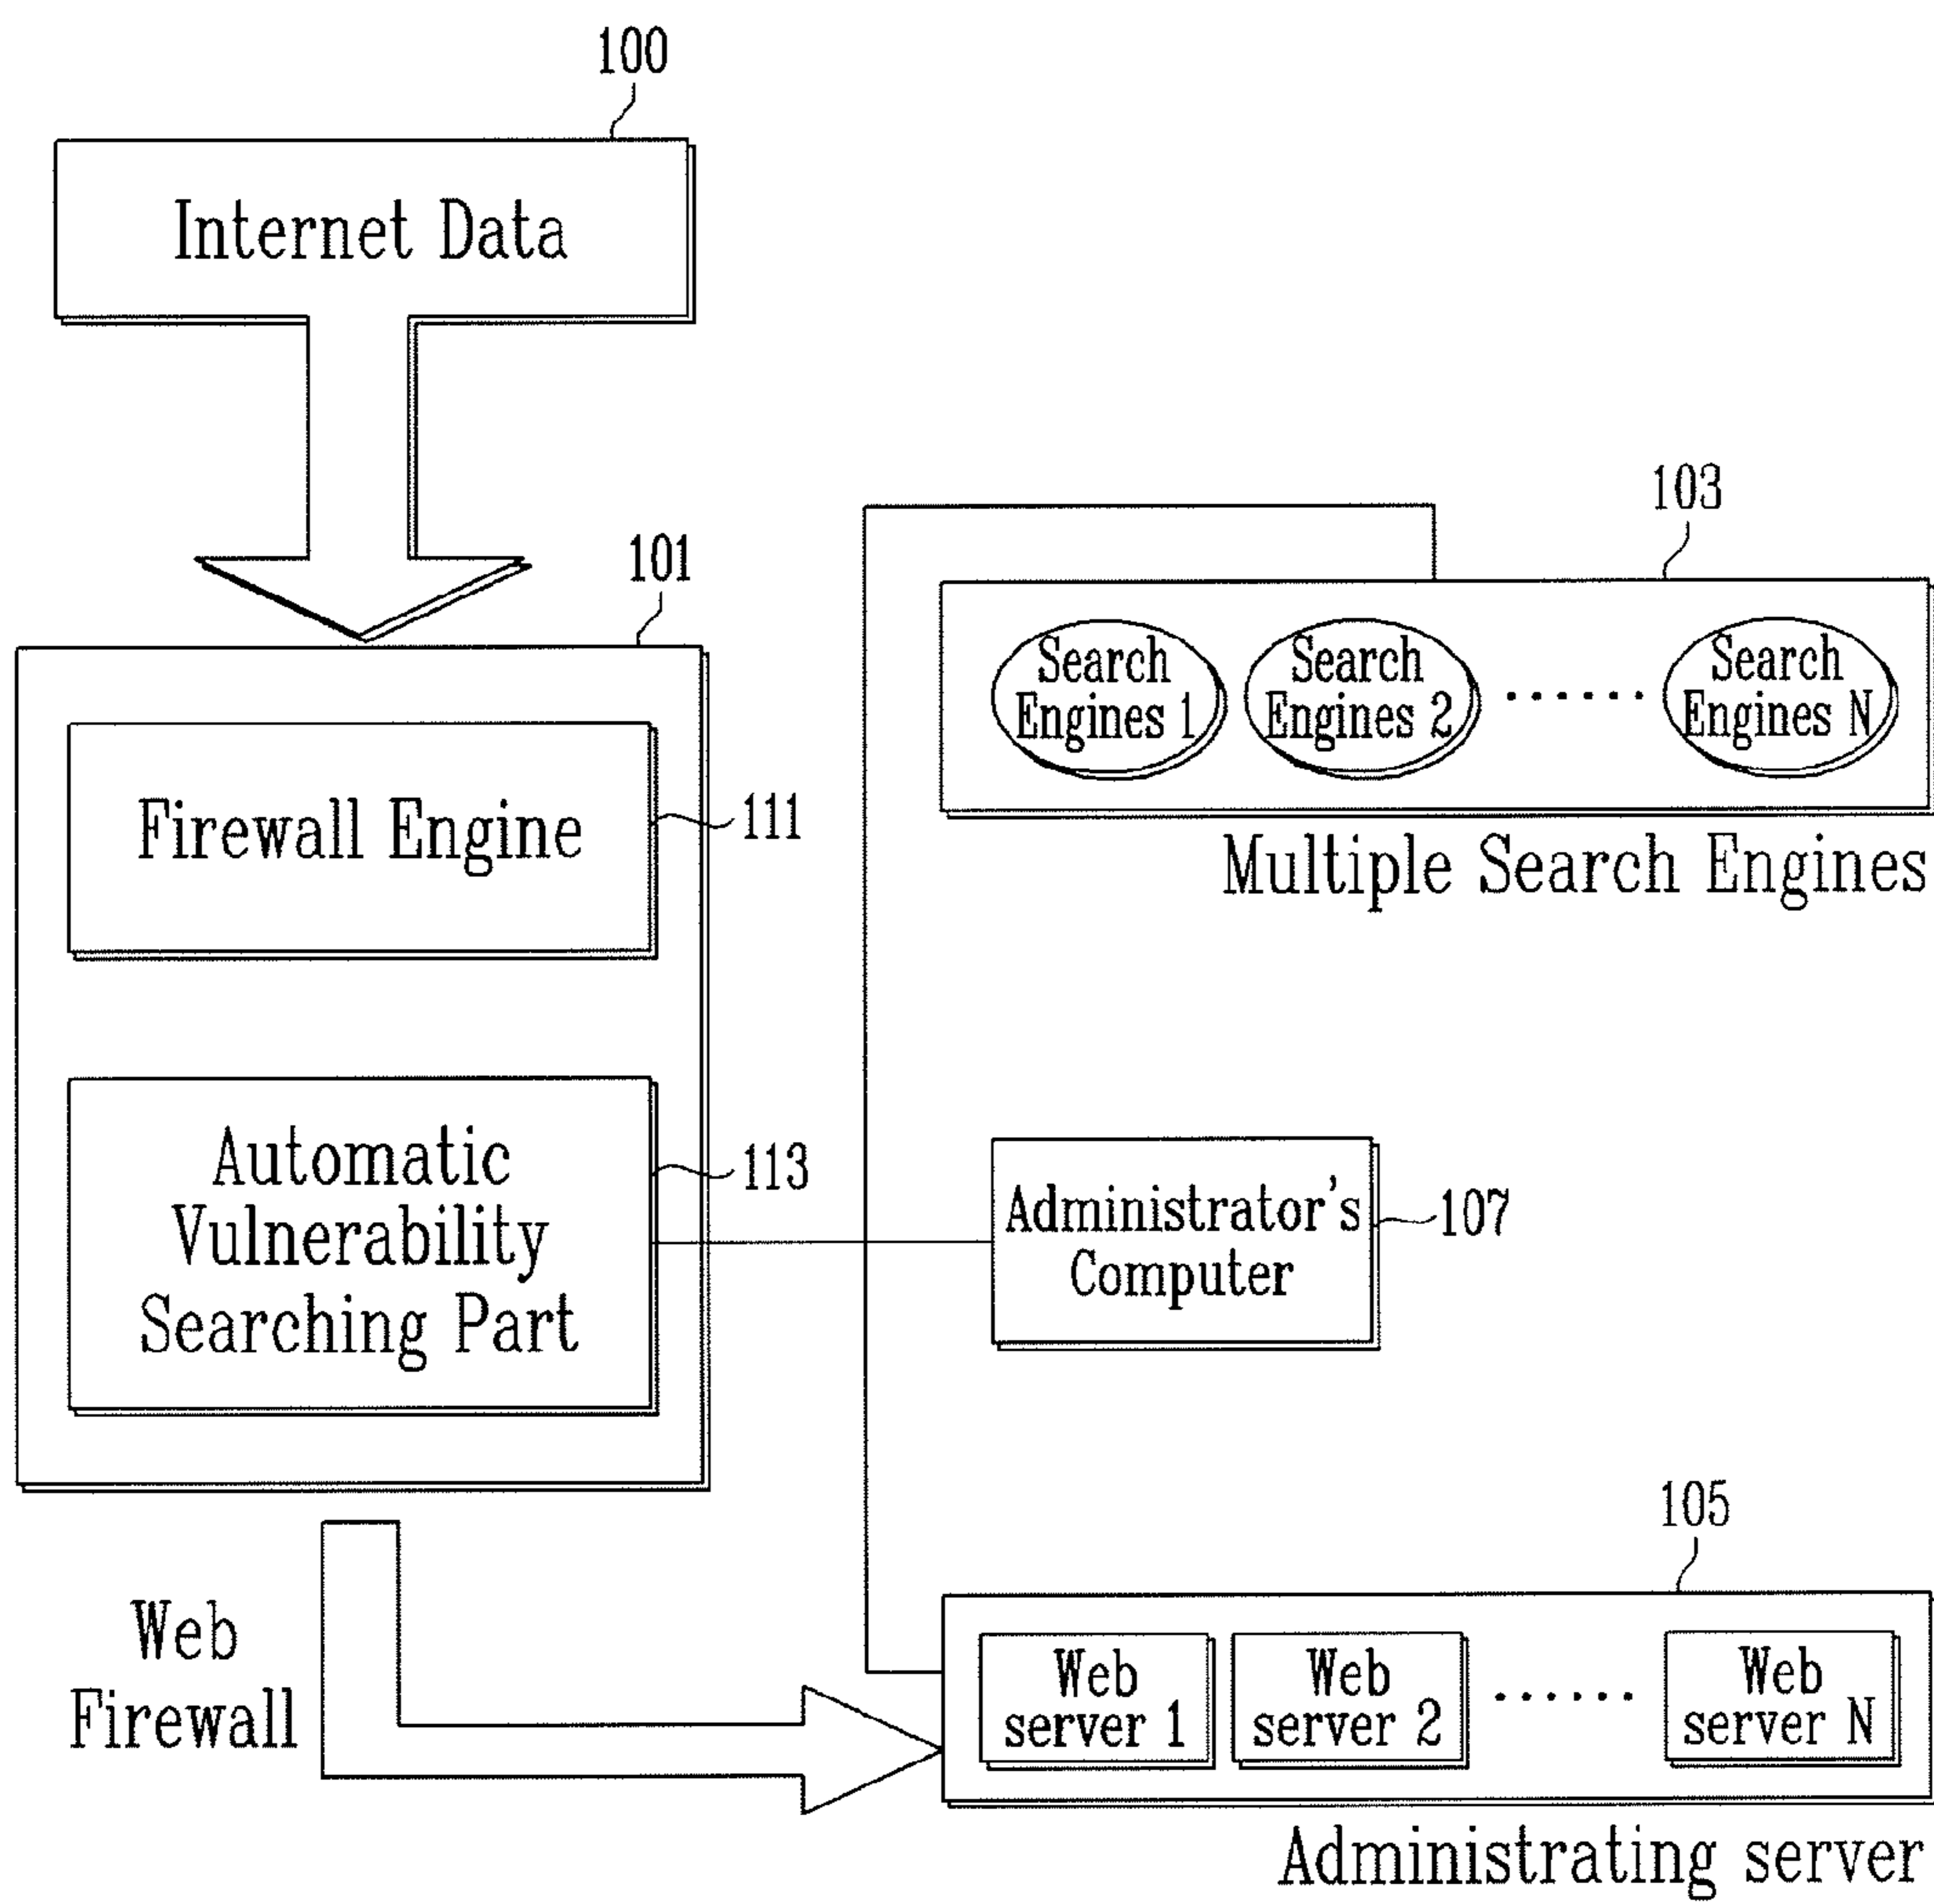 100
Internet Data
101
Firewall Engine
111
Automatic
Vulnerability
Searching Part
113
Web
Firewall
103
Search
Engines 1
Search
Engines 2
......
Search
Engines N
Multiple Search Engines
Administrator's
Computer
107
105
Web
server 1
Web
server 2
......
Web
server N
Administrating server